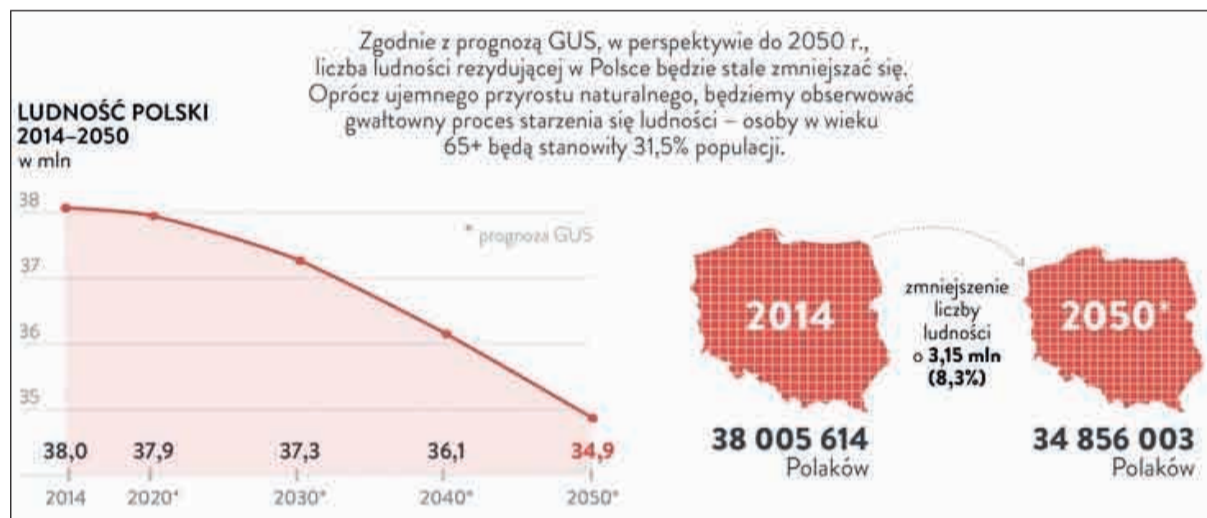 Zgodnie z prognozą GUS, w perspektywie do 2050 r.,
liczba ludności rezydującej w Polsce będzie stale zmniejszać się.
Oprócz ujemnego przyrostu naturalnego, będziemy obserwować
gwałtowny proces starzenia się ludności – osoby w wieku
65+ będą stanowiły 31,5% populacji.
LUDNOŚĆ POLSKI
2014–2050
w mln
38
37
36
35
* prognoza GUS
38,0 37,9 37,3 36,1 34,9
2014 2020* 2030* 2040* 2050*
2014
zmniejszenie
liczby
ludności
o 3,15 mln
(8,3%)
2050*
38 005 614
Polaków
34 856 003
Polaków